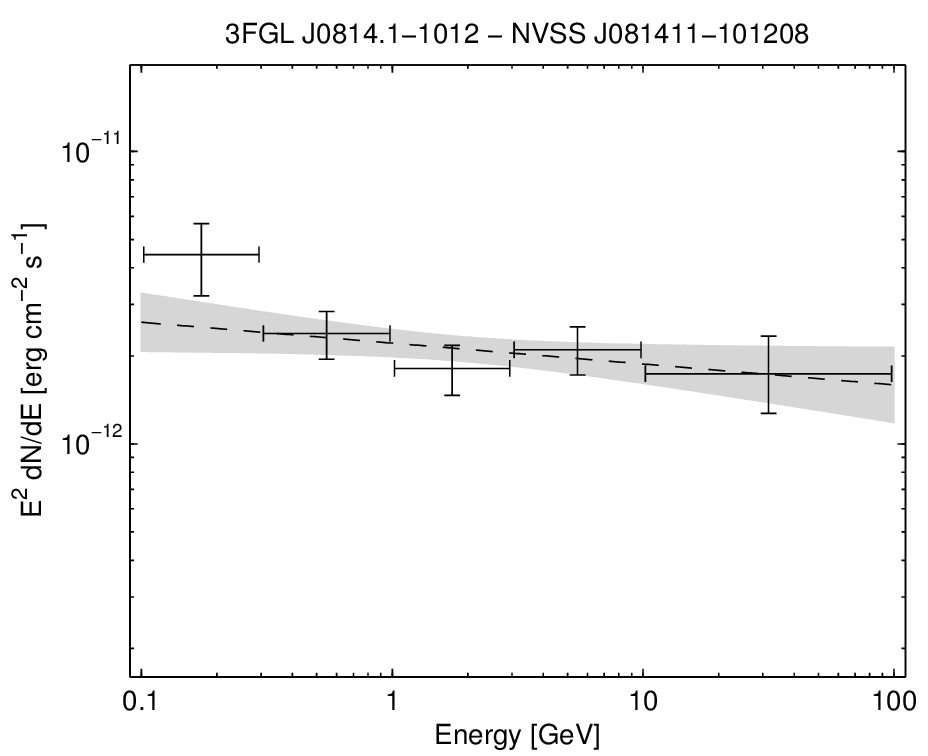 3FGL J0814.1−1012 − NVSS J081411−101208
10⁻¹¹
10⁻¹²
E² dN/dE [erg cm⁻² s⁻¹]
0.1 1 10 100
Energy [GeV]